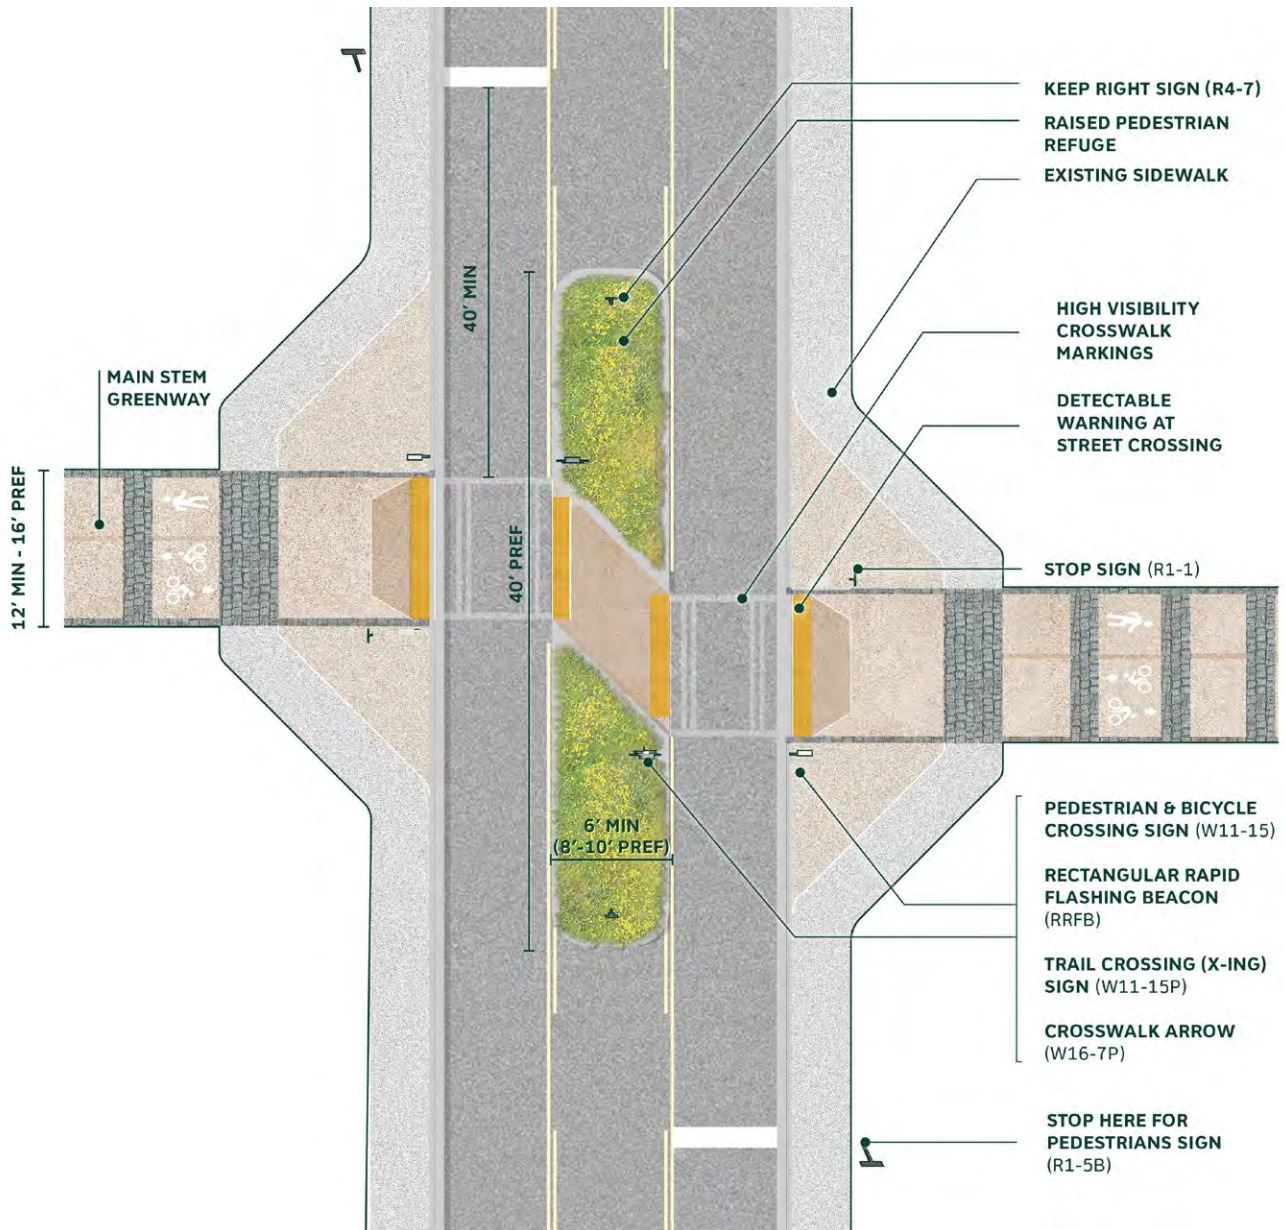 KEEP RIGHT SIGN (R4-7)
RAISED PEDESTRIAN
REFUGE
EXISTING SIDEWALK
HIGH VISIBILITY
CROSSWALK
MARKINGS
DETECTABLE
WARNING AT
STREET CROSSING
MAIN STEM
GREENWAY
40' MIN
12' MIN - 16' PREF
40' PREF
STOP SIGN (R1-1)
6' MIN
(8'-10' PREF)
PEDESTRIAN & BICYCLE
CROSSING SIGN (W11-15)
RECTANGULAR RAPID
FLASHING BEACON
(RRFB)
TRAIL CROSSING (X-ING)
SIGN (W11-15P)
CROSSWALK ARROW
(W16-7P)
STOP HERE FOR
PEDESTRIANS SIGN
(R1-5B)